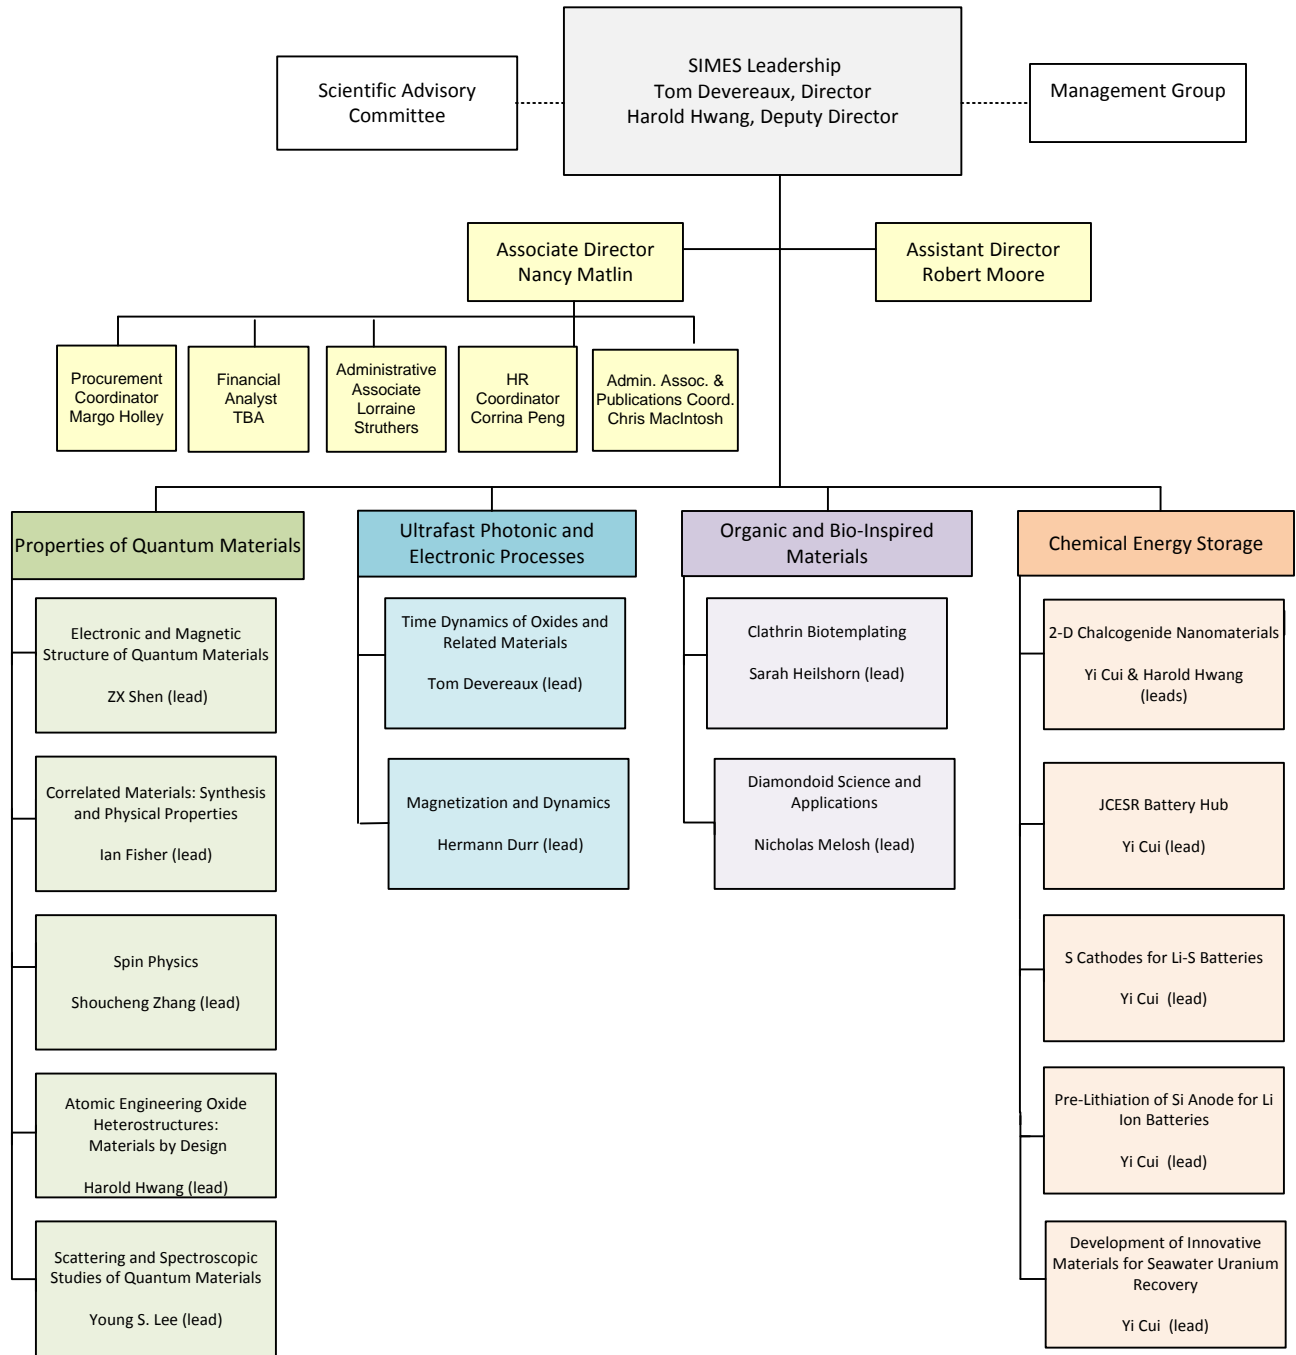 SIMES Leadership
Tom Devereaux, Director
Harold Hwang, Deputy Director
Scientific Advisory
Committee
Management Group
Associate Director
Nancy Matlin
Assistant Director
Robert Moore
Procurement
Coordinator
Margo Holley
Financial
Analyst
TBA
Administrative
Associate
Lorraine
Struthers
HR
Coordinator
Corrina Peng
Admin. Assoc. &
Publications Coord.
Chris MacIntosh
Properties of Quantum Materials
Electronic and Magnetic
Structure of Quantum Materials
ZX Shen (lead)
Correlated Materials: Synthesis
and Physical Properties
Ian Fisher (lead)
Spin Physics
Shoucheng Zhang (lead)
Atomic Engineering Oxide
Heterostructures:
Materials by Design
Harold Hwang (lead)
Scattering and Spectroscopic
Studies of Quantum Materials
Young S. Lee (lead)
Ultrafast Photonic and
Electronic Processes
Time Dynamics of Oxides and
Related Materials
Tom Devereaux (lead)
Magnetization and Dynamics
Hermann Durr (lead)
Organic and Bio-Inspired
Materials
Clathrin Biotemplating
Sarah Heilshorn (lead)
Diamondoid Science and
Applications
Nicholas Melosh (lead)
Chemical Energy Storage
2-D Chalcogenide Nanomaterials
Yi Cui & Harold Hwang
(leads)
JCESR Battery Hub
Yi Cui (lead)
S Cathodes for Li-S Batteries
Yi Cui (lead)
Pre-Lithiation of Si Anode for Li
Ion Batteries
Yi Cui (lead)
Development of Innovative
Materials for Seawater Uranium
Recovery
Yi Cui (lead)